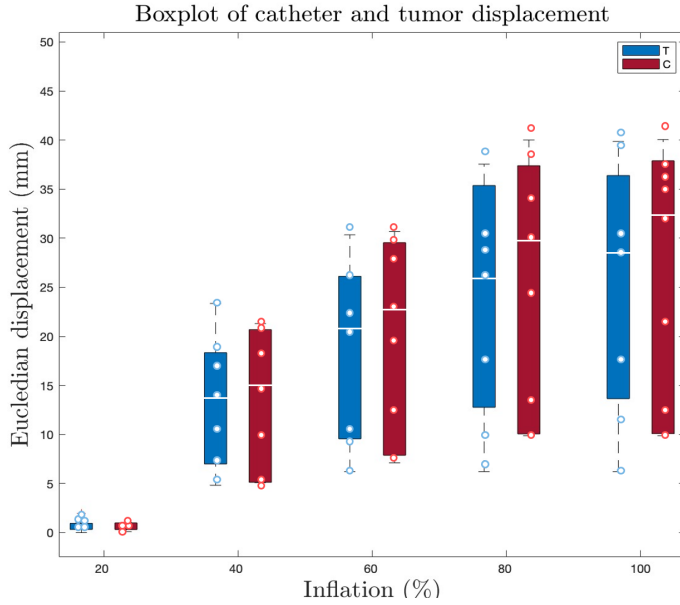 Boxplot of catheter and tumor displacement
T
C
Eucledian displacement (mm)
50
45
40
35
30
25
20
15
10
5
0
20 40 60 80 100
Inflation (%)